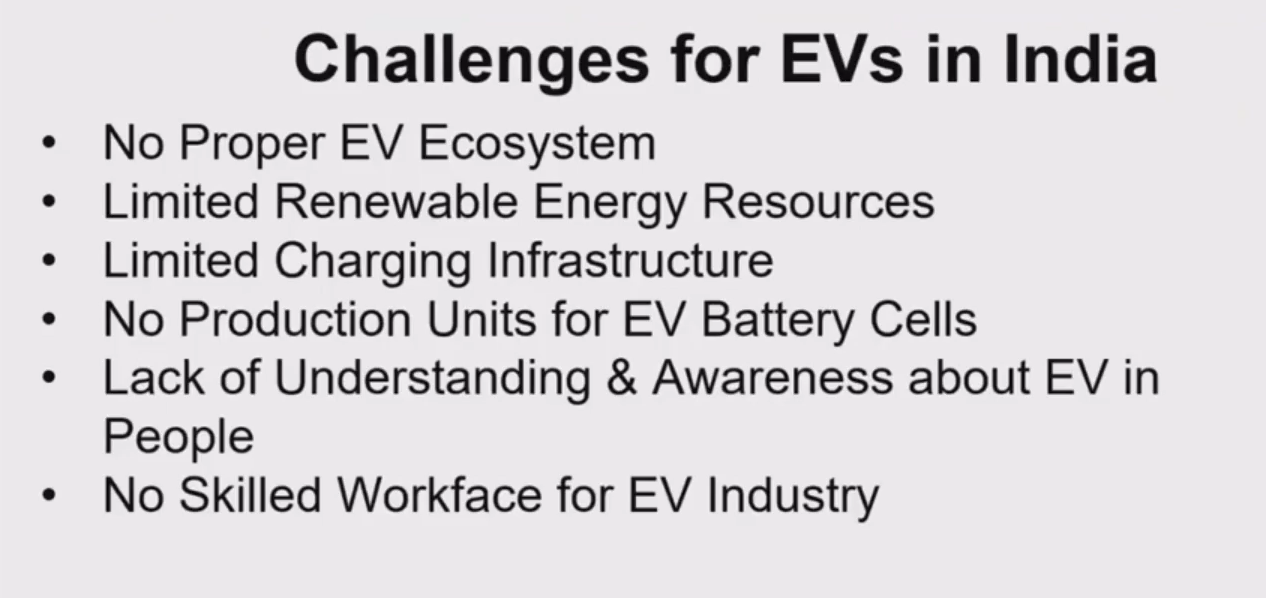 Challenges for EVs in India
• No Proper EV Ecosystem
• Limited Renewable Energy Resources
• Limited Charging Infrastructure
• No Production Units for EV Battery Cells
• Lack of Understanding & Awareness about EV in
People
• No Skilled Workface for EV Industry